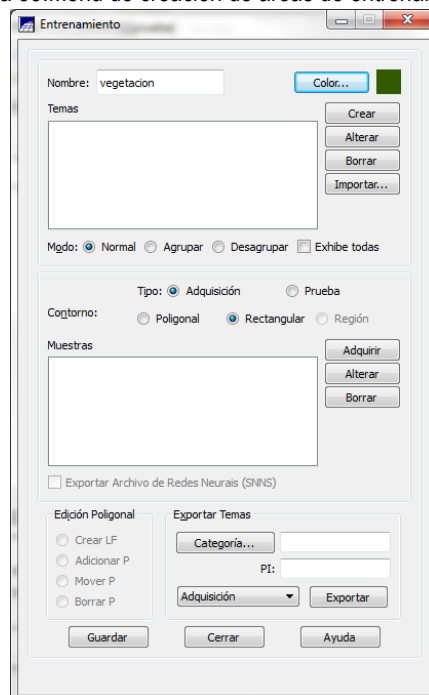 Entrenamiento
Nombre: vegetacion Color...
Temas
Crear
Alterar
Borrar
Importar...
Modo: Normal Agrupar Desagrupar Exhibe todas
Tipo: Adquisición Prueba
Contorno: Poligonal Rectangular Región
Muestras
Adquirir
Alterar
Borrar
Exportar Archivo de Redes Neurais (SNNS)
Edición Poligonal
Crear LF
Adicionar P
Mover P
Borrar P
Exportar Temas
Categoría...
PI:
Adquisición Exportar
Guardar Cerrar Ayuda